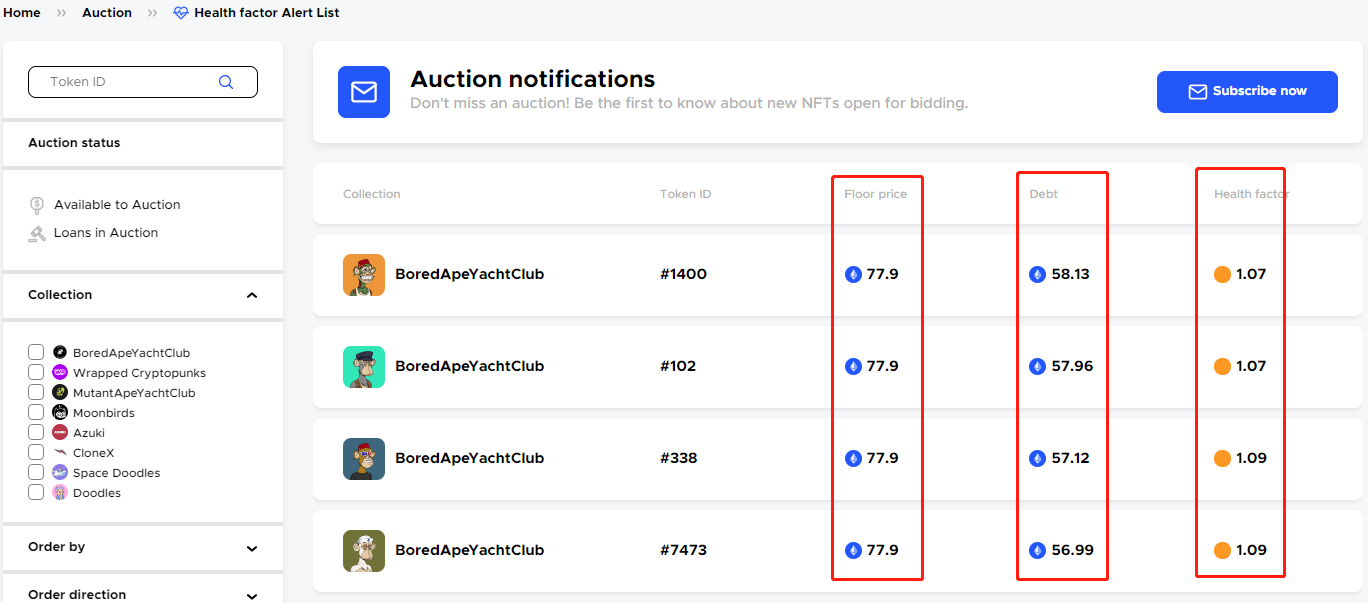 Home » Auction » Health factor Alert List
Token ID
Auction status
Available to Auction
Loans in Auction
Collection
BoredApeYachtClub
Wrapped Cryptopunks
MutantApeYachtClub
Moonbirds
Azuki
CloneX
Space Doodles
Doodles
Order by
Order direction
Auction notifications
Don't miss an auction! Be the first to know about new NFTs open for bidding.
Subscribe now
Collection Token ID Floor price Debt Health factor
BoredApeYachtClub #1400 77.9 58.13 1.07
BoredApeYachtClub #102 77.9 57.96 1.07
BoredApeYachtClub #338 77.9 57.12 1.09
BoredApeYachtClub #7473 77.9 56.99 1.09